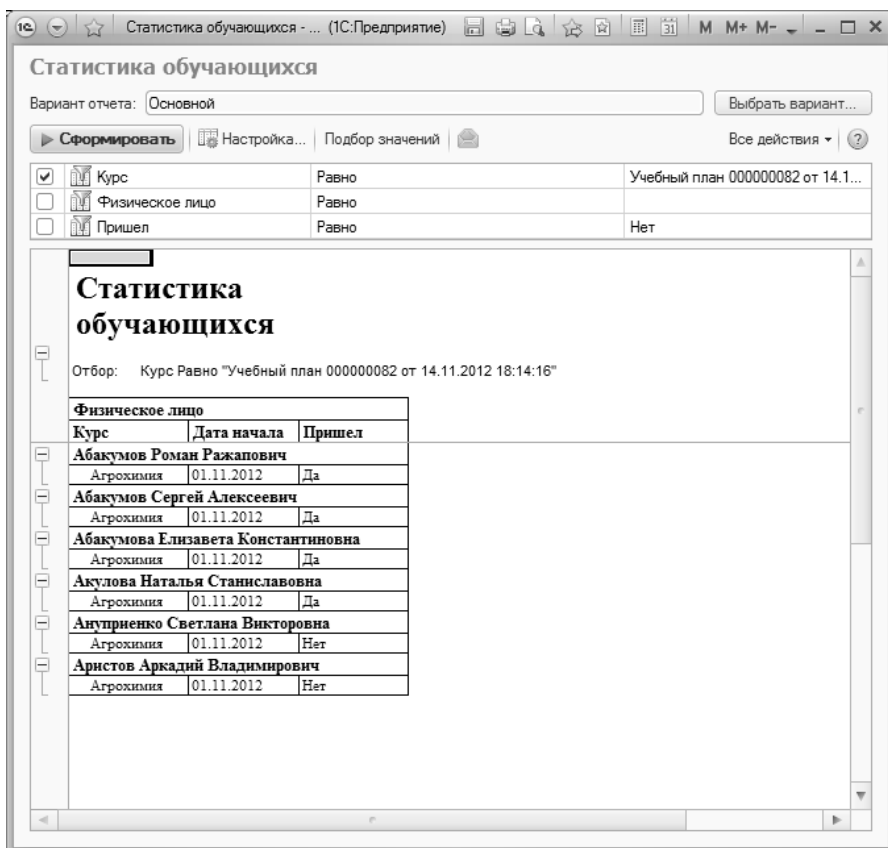 Статистика обучающихся - ... (1С:Предприятие) 31 M M+ M-
Статистика обучающихся
Вариант отчета: Основной Выбрать вариант...
Сформировать Настройка... Подбор значений Все действия ?
Курс Равно Учебный план 000000082 от 14.1...
Физическое лицо Равно
Пришел Равно Нет
Статистика
обучающихся
Отбор: Курс Равно "Учебный план 000000082 от 14.11.2012 18:14:16"
Физическое лицо
Курс Дата начала Пришел
Абакумов Роман Ражапович
Агрохимия 01.11.2012 Да
Абакумов Сергей Алексеевич
Агрохимия 01.11.2012 Да
Абакумова Елизавета Константиновна
Агрохимия 01.11.2012 Да
Акулова Наталья Станиславовна
Агрохимия 01.11.2012 Да
Ануприенко Светлана Викторовна
Агрохимия 01.11.2012 Нет
Аристов Аркадий Владимирович
Агрохимия 01.11.2012 Нет